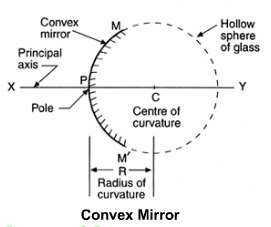 Convex
mirror
M
Hollow
sphere
of glass
Principal
axis
X
P
Y
C
Pole
Centre of
curvature
M'
R
Radius of
curvature
Convex Mirror